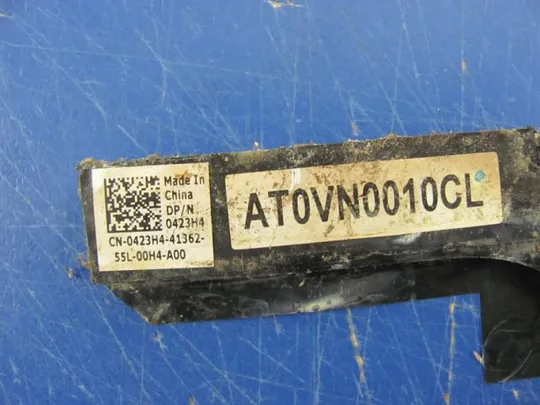 Made In
China
DP/N
0423H4
CN-0423H4-41362-
55L-00H4-A00
AT0VN0010CL